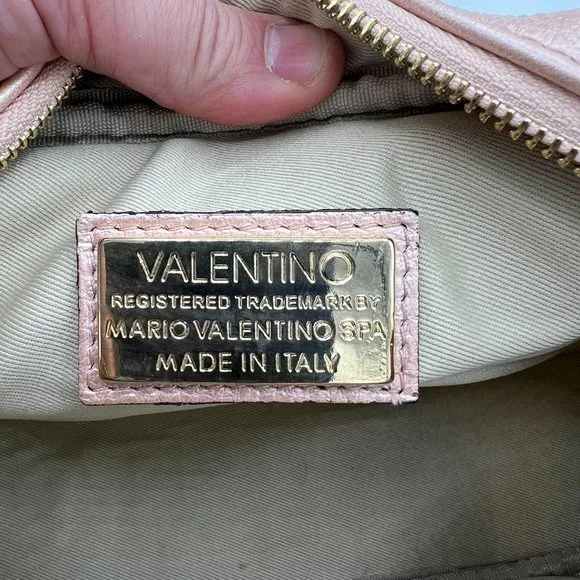 VALENTINO
REGISTERED TRADEMARK BY
MARIO VALENTINO SPA
MADE IN ITALY